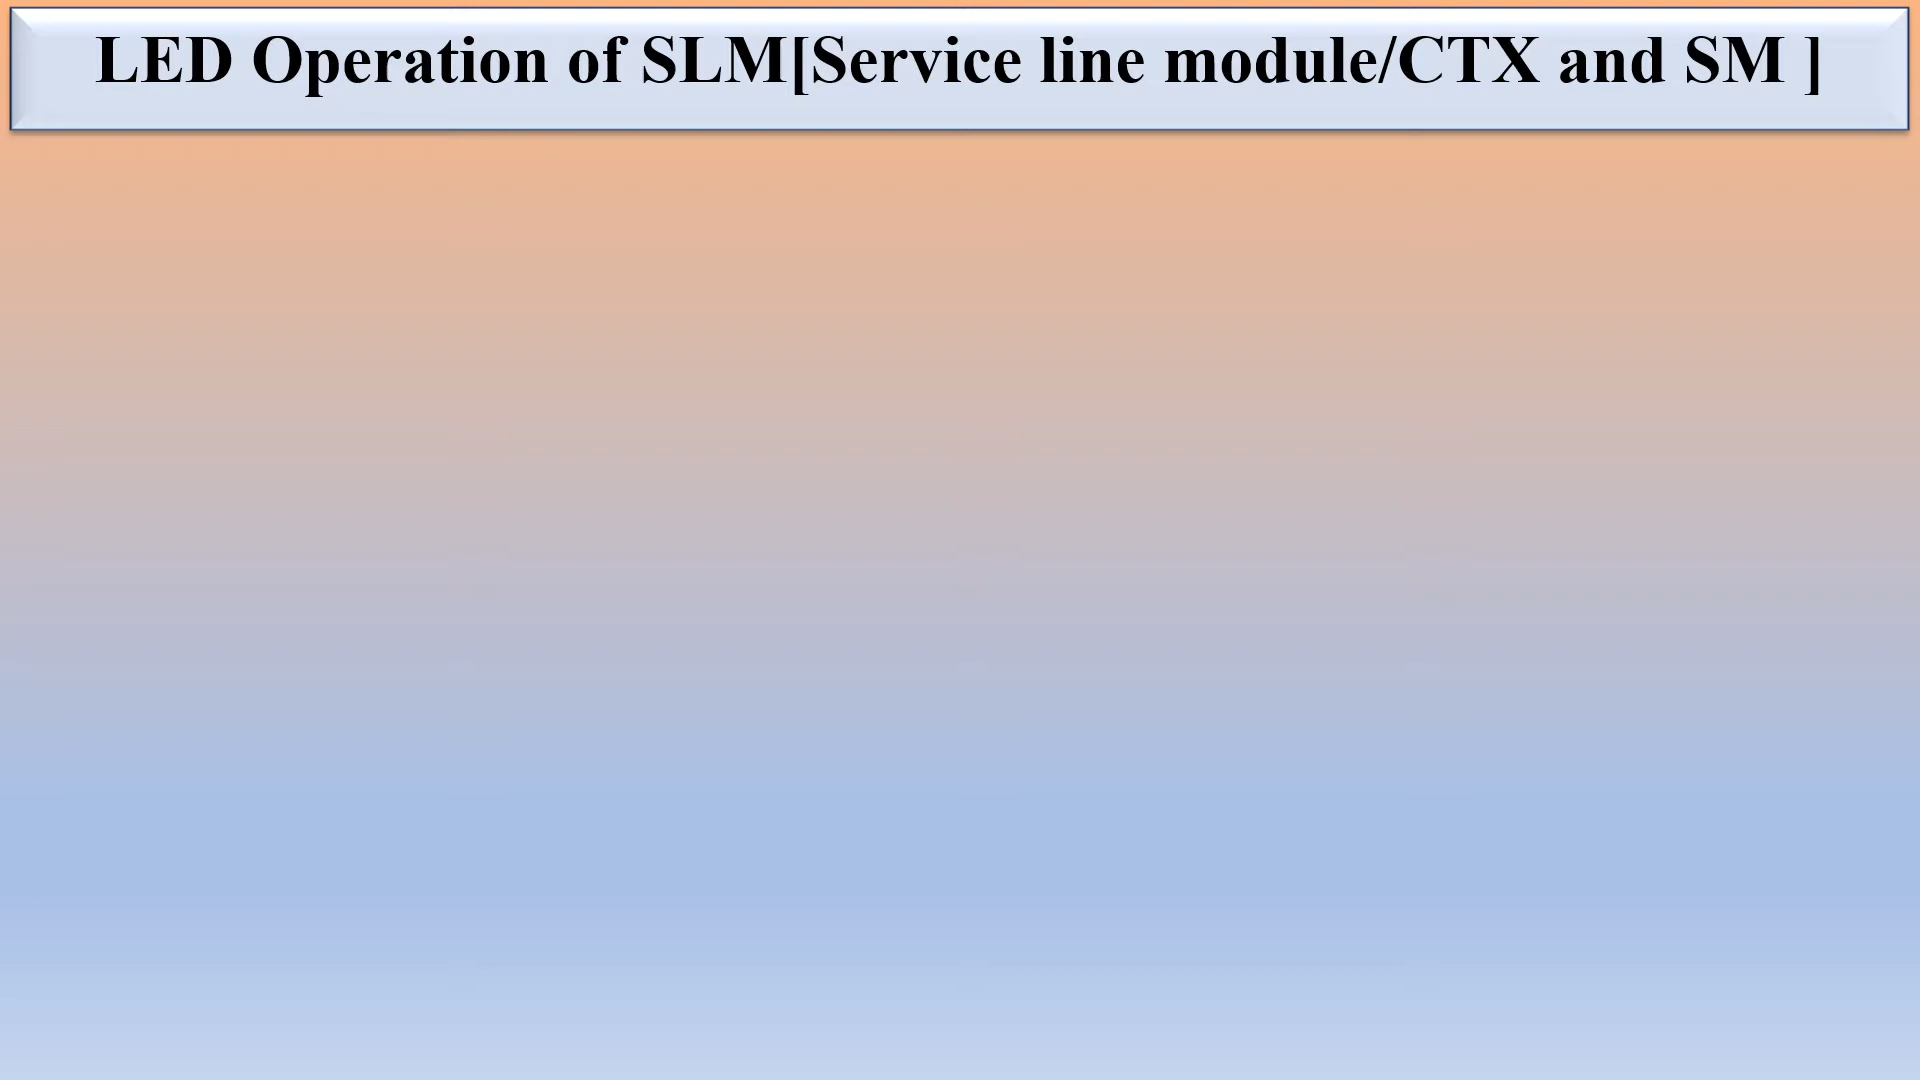 LED Operation of SLM[Service line module/CTX and SM ]